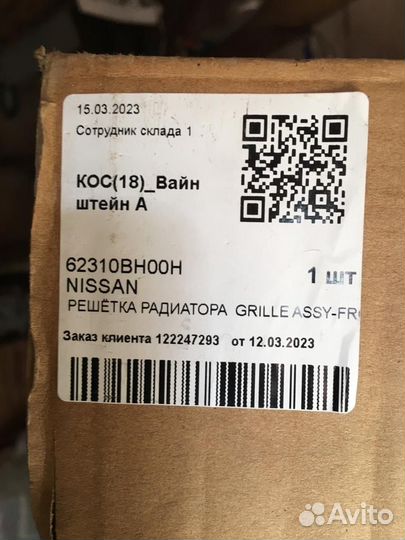 15.03.2023
Сотрудник склада 1
КОС(18)_Вайн
штейн А
62310BH00H
1 шт
NISSAN
РЕШЁТКА РАДИАТОРА GRILLE ASSY-FR
Заказ клиента 122247293 от 12.03.2023
Avito